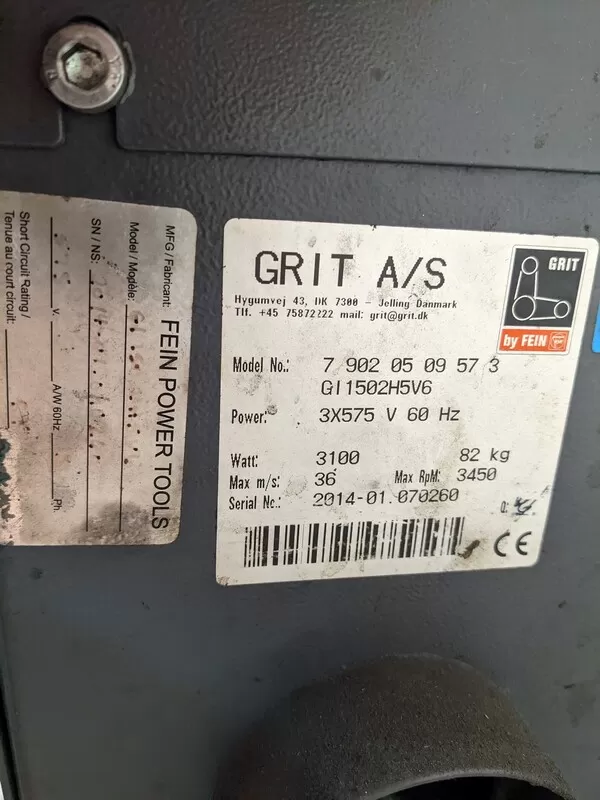 GRIT A/S
Hygumvej 43, DK 7300 - Jelling Danmark
Tlf. +45 75872222 mail: grit@grit.dk
GRIT
by FEIN FEIN
Model No.: 7 902 05 09 57 3
GI1502H5V6
Power: 3X575 V 60 Hz
Watt: 3100 82 kg
Max m/s: 36 Max RpM: 3450
Serial No.: 2014-01.070260
Q:
CE
MFG / Fabricant: FEIN POWER TOOLS
Model / Modèle:
SN / NS:
V. A/W 60Hz Ph.
Short Circuit Rating /
Tenue au court circuit: